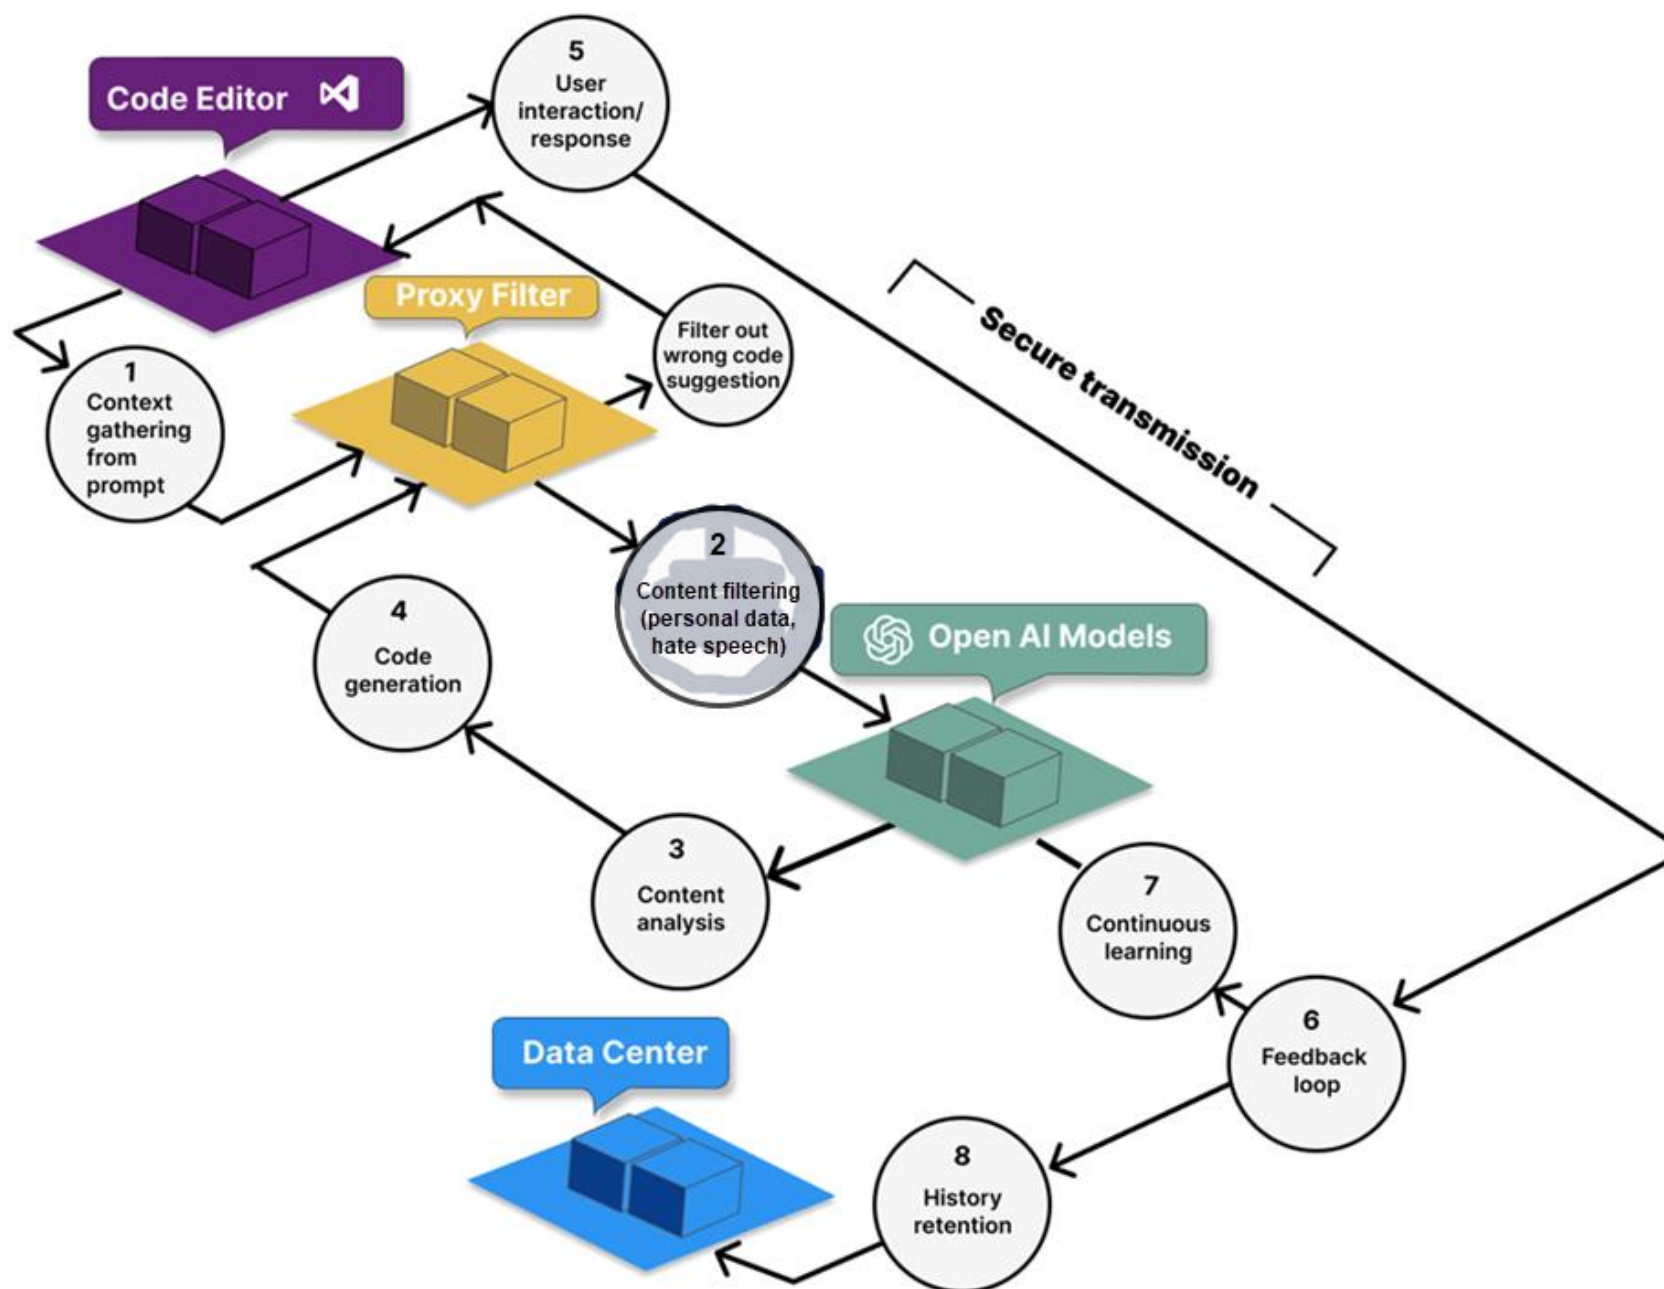 Code Editor
5
User
interaction/
response
Proxy Filter
Filter out
wrong code
suggestion
Secure transmission
1
Context
gathering
from
prompt
2
Content filtering
(personal data,
hate speech)
4
Code
generation
Open AI Models
3
Content
analysis
7
Continuous
learning
6
Feedback
loop
Data Center
8
History
retention